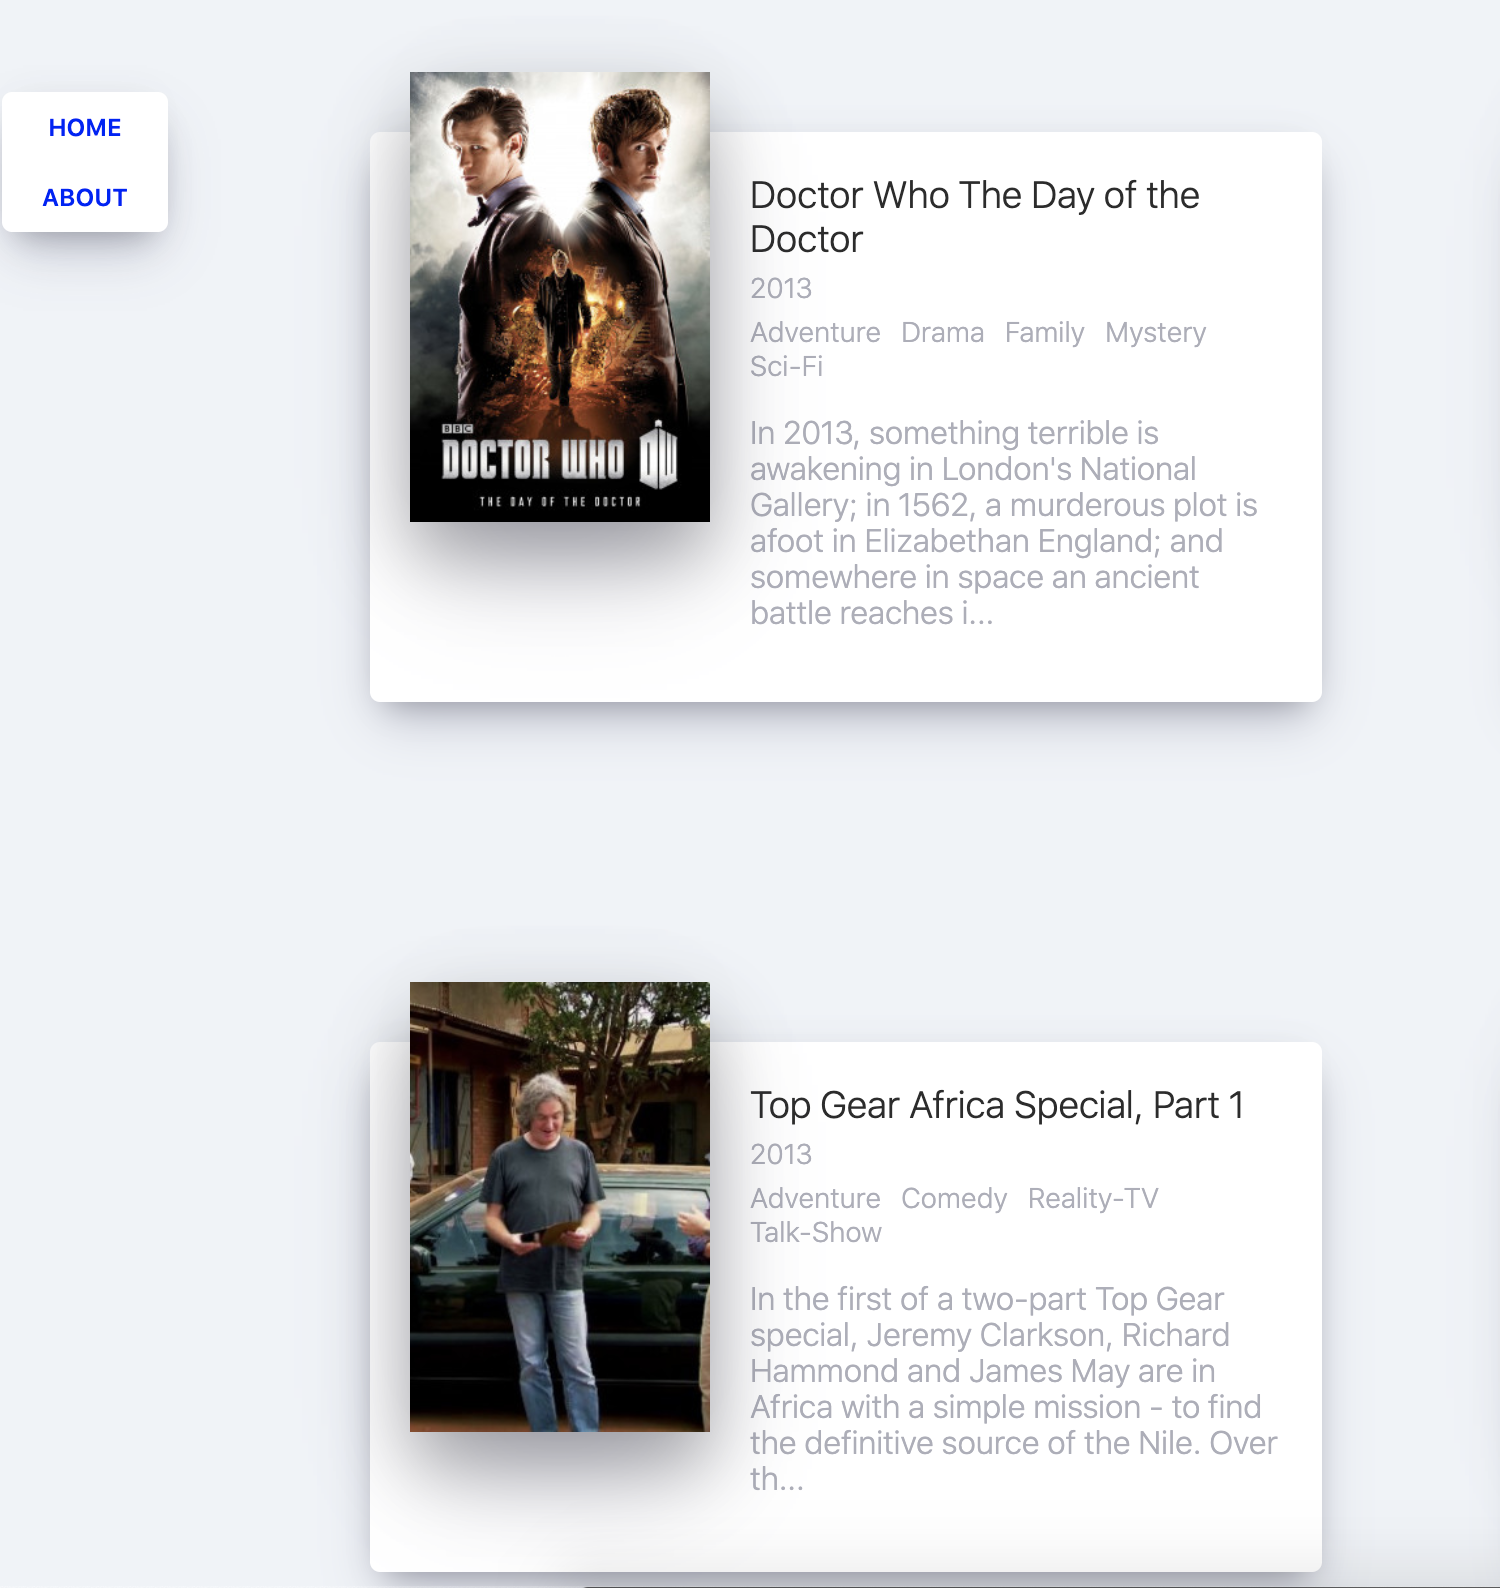 HOME
ABOUT
BBC
DOCTOR WHO DW
THE DAY OF THE DOCTOR
Doctor Who The Day of the
Doctor
2013
Adventure Drama Family Mystery
Sci-Fi
In 2013, something terrible is
awakening in London's National
Gallery; in 1562, a murderous plot is
afoot in Elizabethan England; and
somewhere in space an ancient
battle reaches i...
Top Gear Africa Special, Part 1
2013
Adventure Comedy Reality-TV
Talk-Show
In the first of a two-part Top Gear
special, Jeremy Clarkson, Richard
Hammond and James May are in
Africa with a simple mission - to find
the definitive source of the Nile. Over
th...